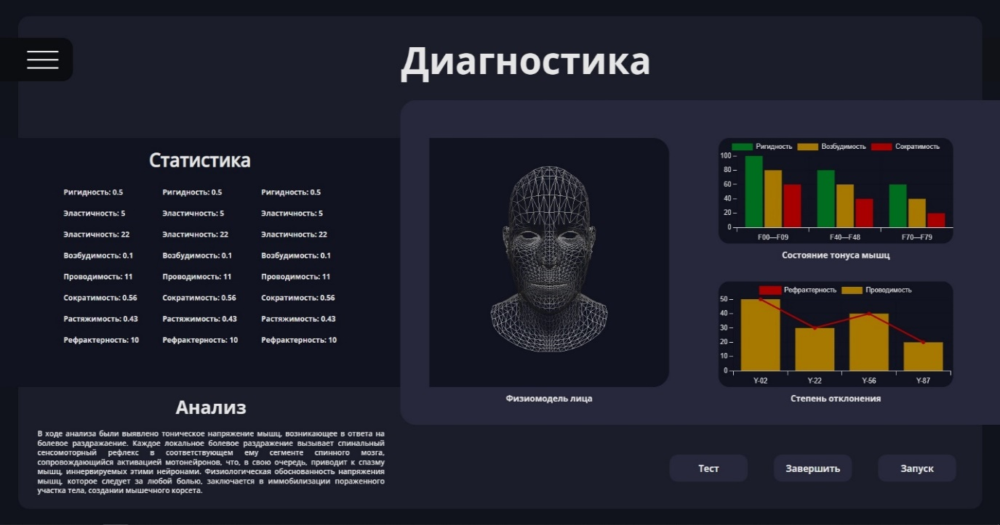 Диагностика
Статистика
Ригидность: 0.5 Ригидность: 0.5 Ригидность: 0.5
Эластичность: 5 Эластичность: 5 Эластичность: 5
Эластичность: 22 Эластичность: 22 Эластичность: 22
Возбудимость: 0.1 Возбудимость: 0.1 Возбудимость: 0.1
Проводимость: 11 Проводимость: 11 Проводимость: 11
Сократимость: 0.56 Сократимость: 0.56 Сократимость: 0.56
Растяжимость: 0.43 Растяжимость: 0.43 Растяжимость: 0.43
Рефрактерность: 10 Рефрактерность: 10 Рефрактерность: 10
Анализ
В ходе анализа были выявлено тоническое напряжение мышц, возникающее в ответа на
болевое раздражаение. Каждое локальное болевое раздражение вызывает спинальный
сенсомоторный рефлекс в соответствующем ему сегменте спинного мозга,
сопровождающийся активацией мотонейронов, что, в свою очередь, приводит к спазму
мышц, иннервируемых этими нейронами. Физиологическая обоснованность напряжения
мышц, которое следует за любой болью, заключается в иммобилизации пораженного
участка тела, создании мышечного корсета.
Физиомодель лица
Ригидность Возбудимость Сократимость
100
80
60
40
20
0
F00—F09 F40—F48 F70—F79
Состояние тонуса мышц
Рефрактерность Проводимость
50
40
30
20
10
0
Y-02 Y-22 Y-56 Y-87
Степень отклонения
Тест Завершить Запуск